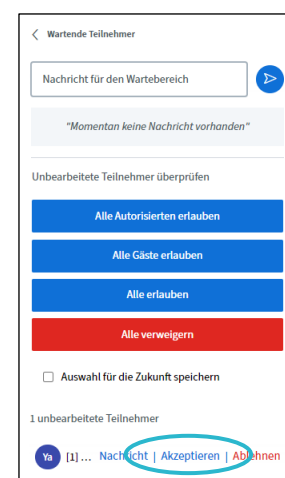 Wartende Teilnehmer
Nachricht für den Wartebereich
"Momentan keine Nachricht vorhanden"
Unbearbeitete Teilnehmer überprüfen
Alle Autorisierten erlauben
Alle Gäste erlauben
Alle erlauben
Alle verweigern
Auswahl für die Zukunft speichern
1 unbearbeitete Teilnehmer
Ya [1] ... Nachricht | Akzeptieren | Ablehnen